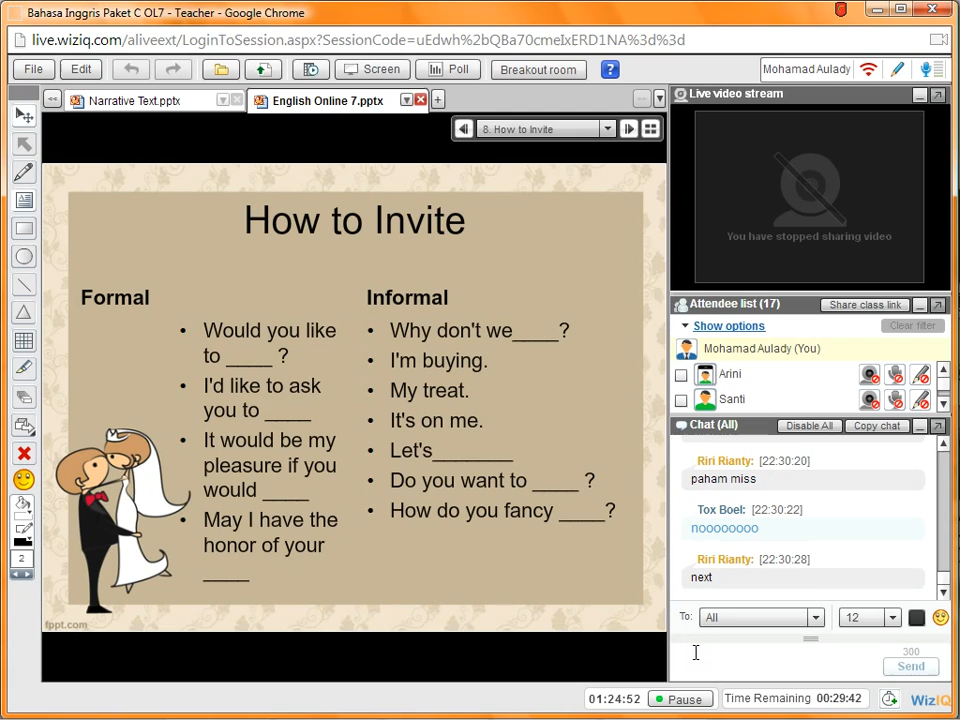 Bahasa Inggris Paket C OL7 - Teacher - Google Chrome
live.wiziq.com/aliveext/LoginToSession.aspx?SessionCode=uEdwh%2bQBa70cmeIxERD1NA%3d%3d
File Edit Screen Poll Breakout room ? Mohamad Aulady
<< Narrative Text.pptx English Online 7.pptx +
8. How to Invite
How to Invite
Formal
• Would you like
to ____ ?
• I'd like to ask
you to ____
• It would be my
pleasure if you
would ____
• May I have the
honor of your
____
Informal
• Why don't we____?
• I'm buying.
• My treat.
• It's on me.
• Let's_______
• Do you want to ____ ?
• How do you fancy ____?
fppt.com
2
Live video stream
You have stopped sharing video
Attendee list (17) Share class link
Show options Clear filter
Mohamad Aulady (You)
Arini
Santi
Chat (All) Disable All Copy chat
Riri Rianty: [22:30:20]
paham miss
Tox Boel: [22:30:22]
noooooooo
Riri Rianty: [22:30:28]
next
To: All 12
300
Send
01:24:52 Pause Time Remaining 00:29:42 WizIQ